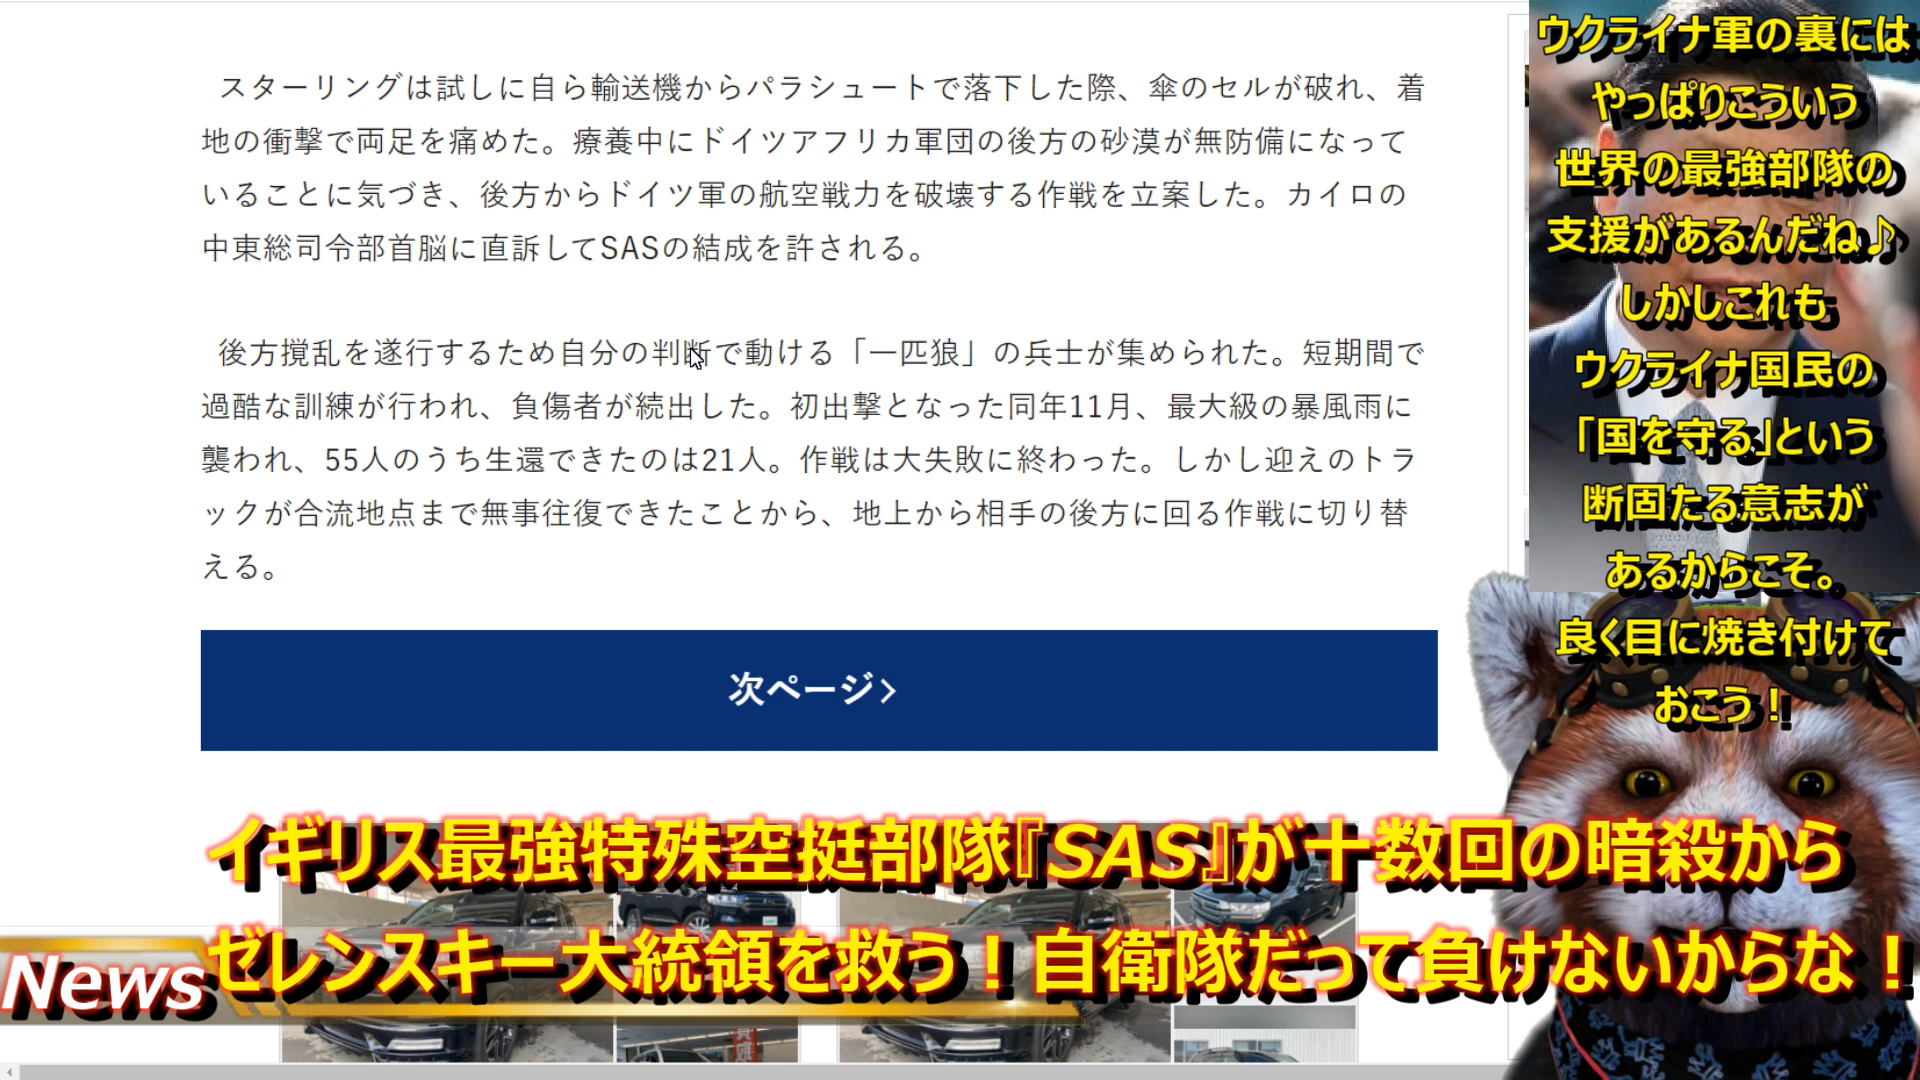 スターリングは試しに自ら輸送機からパラシュートで落下した際、傘のセルが破れ、着
地の衝撃で両足を痛めた。療養中にドイツアフリカ軍団の後方の砂漠が無防備になって
いることに気づき、後方からドイツ軍の航空戦力を破壊する作戦を立案した。カイロの
中東総司令部首脳に直訴してSASの結成を許される。
後方撹乱を遂行するため自分の判断で動ける「一匹狼」の兵士が集められた。短期間で
過酷な訓練が行われ、負傷者が続出した。初出撃となった同年11月、最大級の暴風雨に
襲われ、55人のうち生還できたのは21人。作戦は大失敗に終わった。しかし迎えのトラ
ックが合流地点まで無事往復できたことから、地上から相手の後方に回る作戦に切り替
える。
次ページ>
ウクライナ軍の裏には
やっぱりこういう
世界の最強部隊の
支援があるんだね♪
しかしこれも
ウクライナ国民の
「国を守る」という
断固たる意志が
あるからこそ。
良く目に焼き付けて
おこう！
イギリス最強特殊空挺部隊『SAS』が十数回の暗殺から
ゼレンスキー大統領を救う！自衛隊だって負けないからな！
News